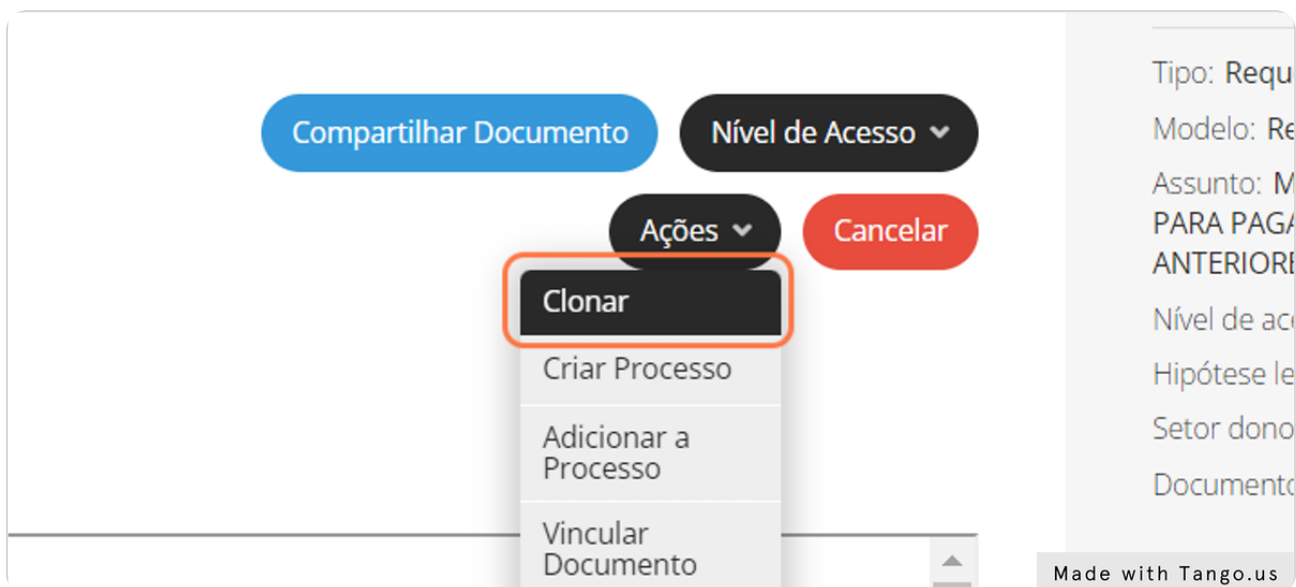 Compartilhar Documento
Nível de Acesso
Ações
Cancelar
Clonar
Criar Processo
Adicionar a
Processo
Vincular
Documento
Tipo: Requ
Modelo: Re
Assunto: M
PARA PAGA
ANTERIORE
Nível de ace
Hipótese le
Setor dono
Documento
Made with Tango.us